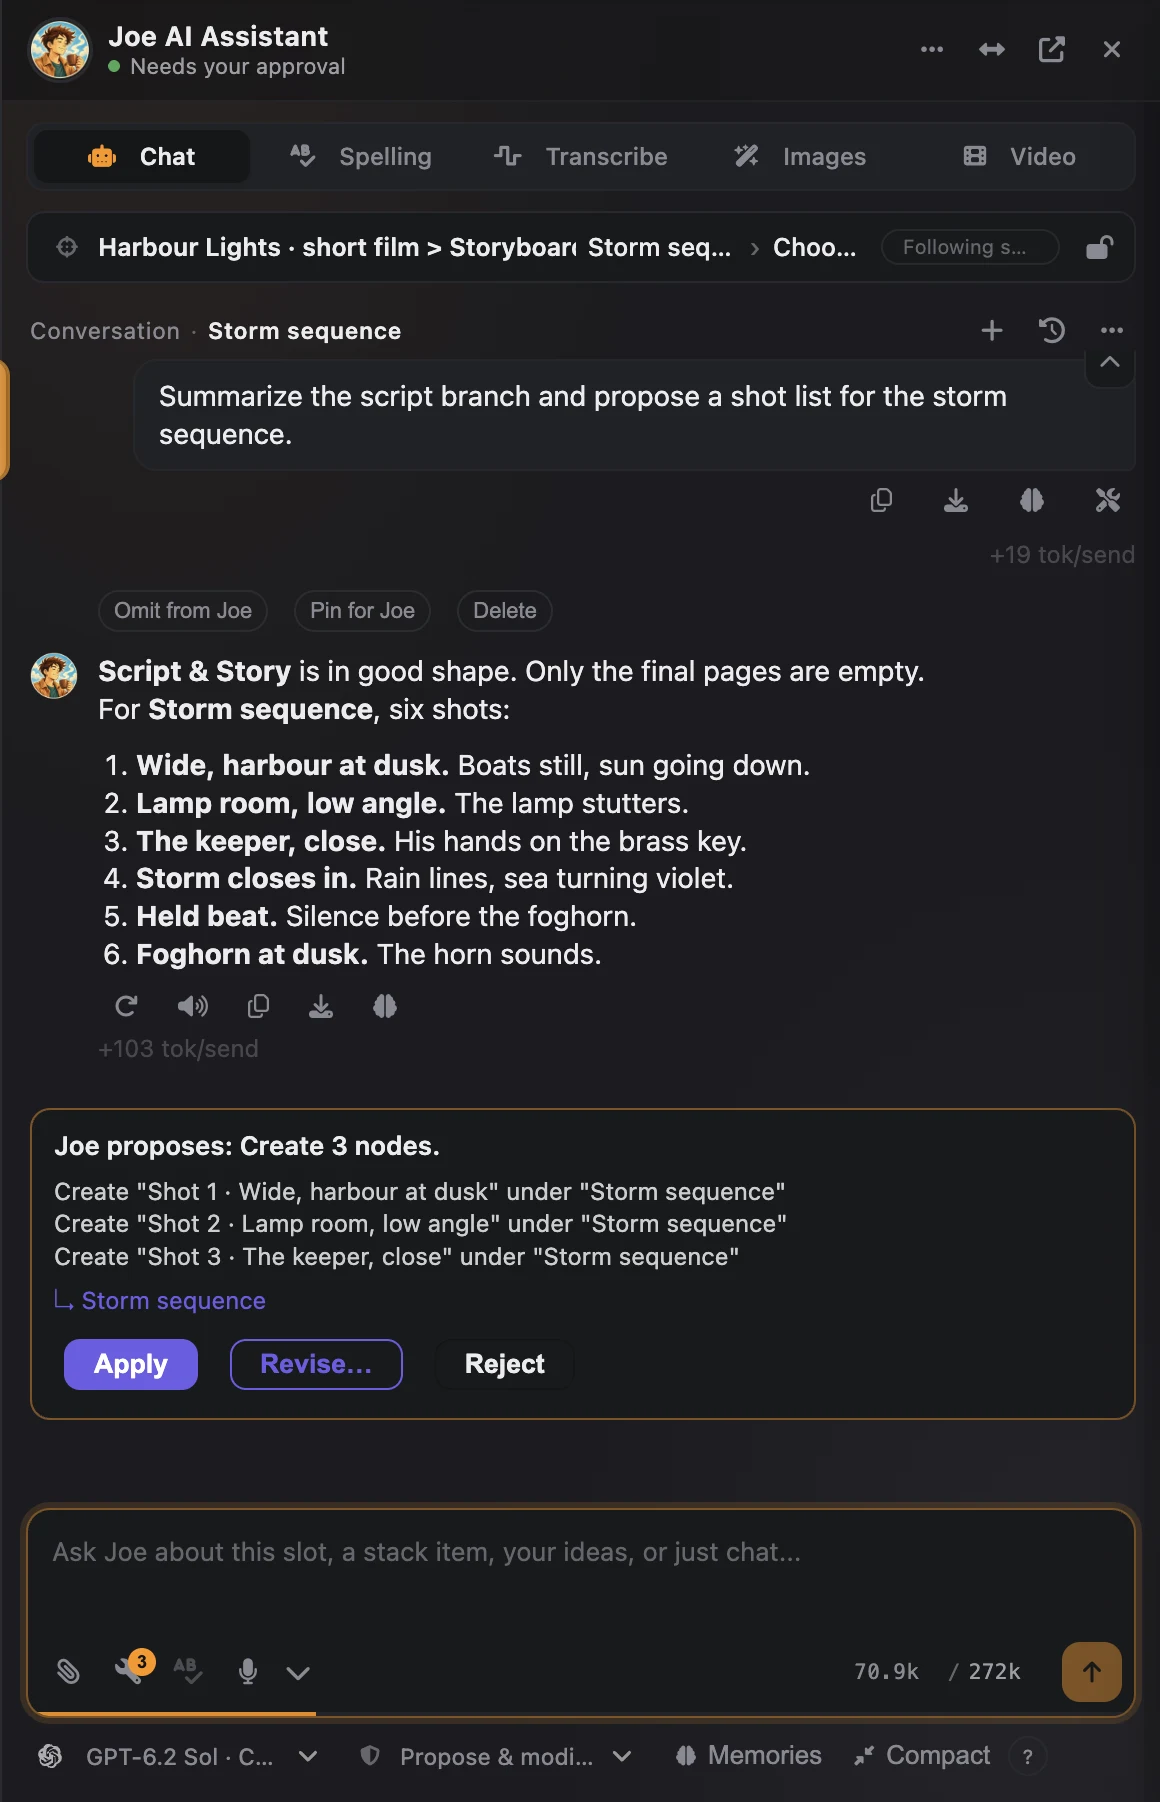 Joe AI Assistant
Needs your approval
Chat
Spelling
Transcribe
Images
Video
Harbour Lights · short film > Storyboar Storm seq... › Choo...
Following s...
Conversation · Storm sequence
Summarize the script branch and propose a shot list for the storm
sequence.
+19 tok/send
Omit from Joe
Pin for Joe
Delete
Script & Story is in good shape. Only the final pages are empty.
For Storm sequence, six shots:
1. Wide, harbour at dusk. Boats still, sun going down.
2. Lamp room, low angle. The lamp stutters.
3. The keeper, close. His hands on the brass key.
4. Storm closes in. Rain lines, sea turning violet.
5. Held beat. Silence before the foghorn.
6. Foghorn at dusk. The horn sounds.
+103 tok/send
Joe proposes: Create 3 nodes.
Create "Shot 1 · Wide, harbour at dusk" under "Storm sequence"
Create "Shot 2 · Lamp room, low angle" under "Storm sequence"
Create "Shot 3 · The keeper, close" under "Storm sequence"
Storm sequence
Apply
Revise...
Reject
Ask Joe about this slot, a stack item, your ideas, or just chat...
3
AB
70.9k / 272k
GPT-6.2 Sol · C...
Propose & modi...
Memories
Compact
?